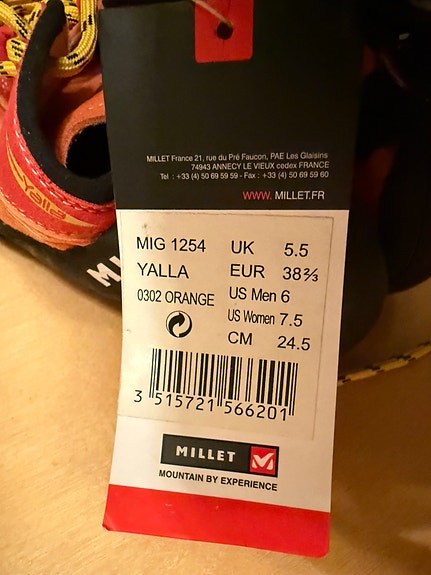 MILLET France 21, rue du Pré Faucon, PAE Les Glaisins
74943 ANNECY LE VIEUX cedex FRANCE
Tel : +33 (4) 50 69 59 59 - Fax : +33 (4) 50 69 59 60
WWW. MILLET.FR
MIG 1254 UK 5.5
YALLA EUR 38⅔
0302 ORANGE US Men 6
US Women 7.5
CM 24.5
3 515721 566201
MILLET
MOUNTAIN BY EXPERIENCE
Yalla
MIL